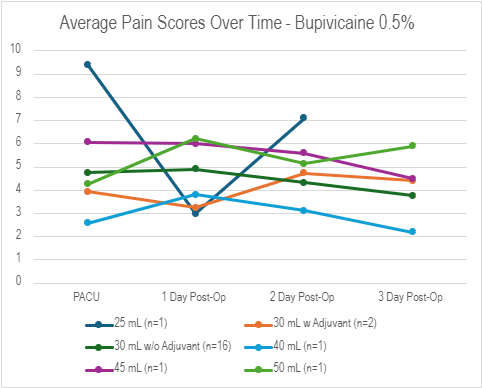 Average Pain Scores Over Time - Bupivicaine 0.5%
10
9
8
7
6
5
4
3
2
1
0
PACU 1 Day Post-Op 2 Day Post-Op 3 Day Post-Op
25 mL (n=1) 30 mL w Adjuvant (n=2)
30 mL w/o Adjuvant (n=16) 40 mL (n=1)
45 mL (n=1) 50 mL (n=1)